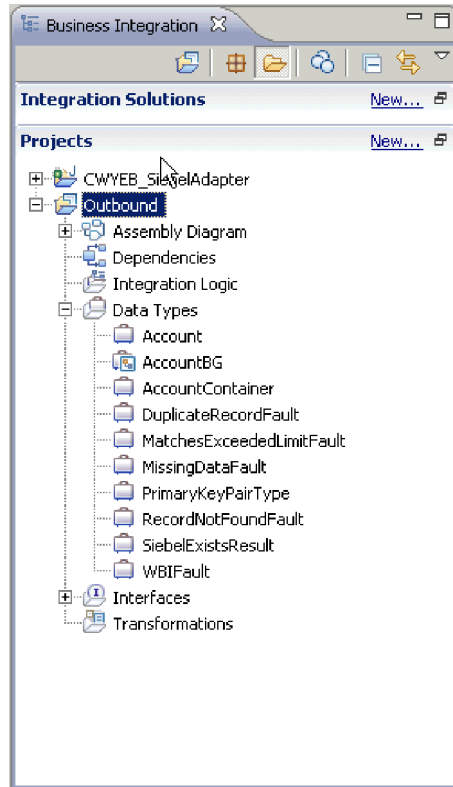 Business Integration
Integration Solutions New...
Projects New...
CWYEB_SiebelAdapter
Outbound
Assembly Diagram
Dependencies
Integration Logic
Data Types
Account
AccountBG
AccountContainer
DuplicateRecordFault
MatchesExceededLimitFault
MissingDataFault
PrimaryKeyPairType
RecordNotFoundFault
SiebelExistsResult
WBIFault
Interfaces
Transformations